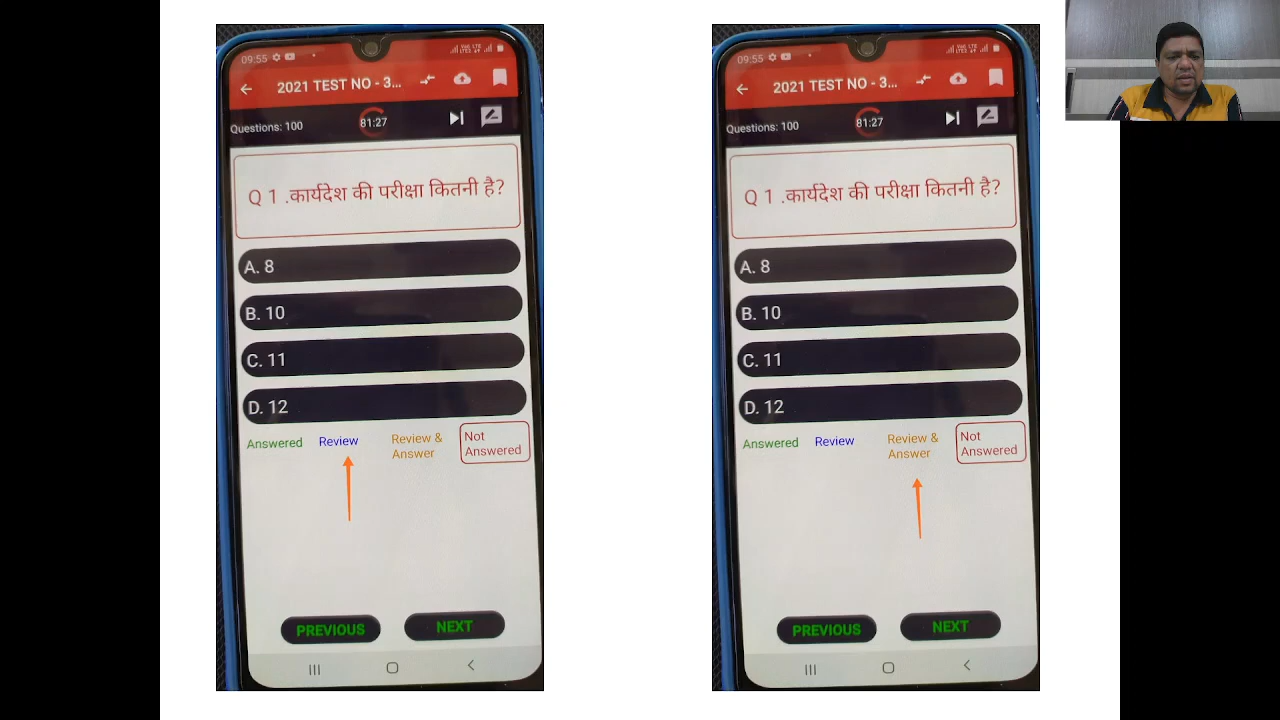 09:55
2021 TEST NO - 3...
Questions: 100
81:27
Q 1 .कार्यदेश की परीक्षा कितनी है?
A. 8
B. 10
C. 11
D. 12
Answered
Review
Review &
Answer
Not
Answered
PREVIOUS
NEXT
09:55
2021 TEST NO - 3...
Questions: 100
81:27
Q 1 .कार्यदेश की परीक्षा कितनी है?
A. 8
B. 10
C. 11
D. 12
Answered
Review
Review &
Answer
Not
Answered
PREVIOUS
NEXT